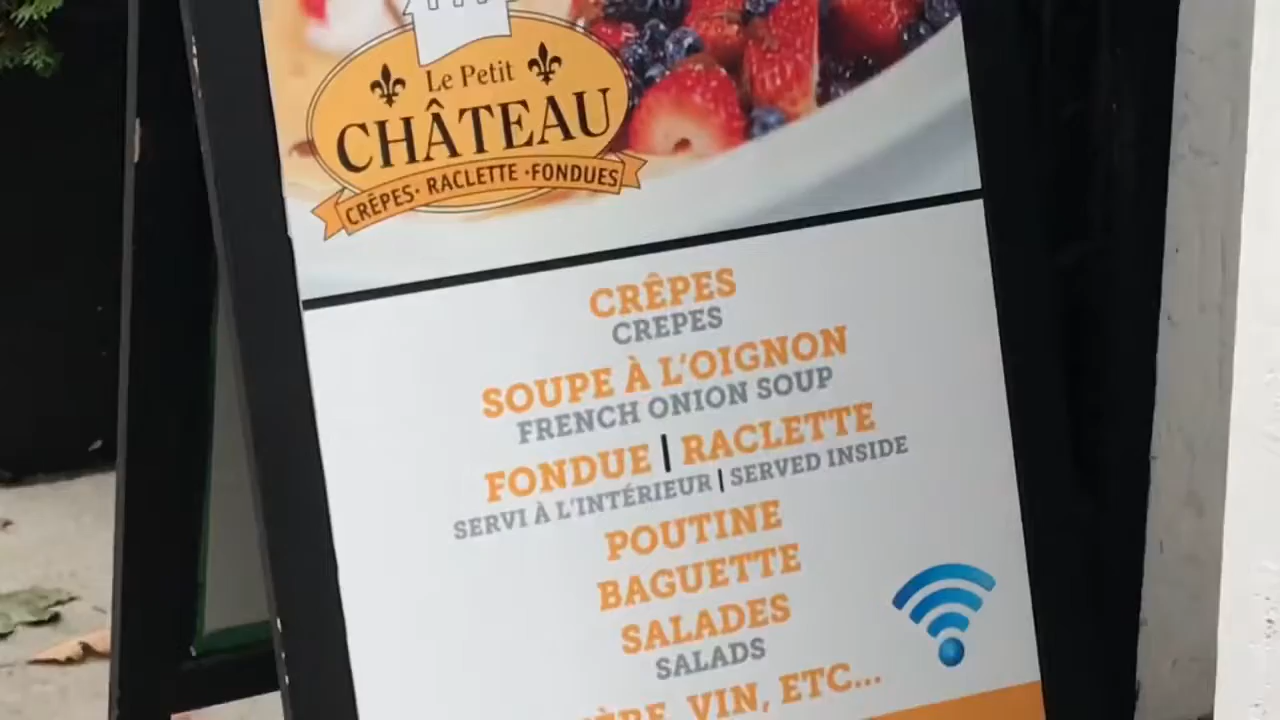 Le Petit
CHÂTEAU
CRÊPES · RACLETTE · FONDUES
CRÊPES
CREPES
SOUPE À L'OIGNON
FRENCH ONION SOUP
FONDUE | RACLETTE
SERVI À L'INTÉRIEUR | SERVED INSIDE
POUTINE
BAGUETTE
SALADES
SALADS
VIN, ETC...